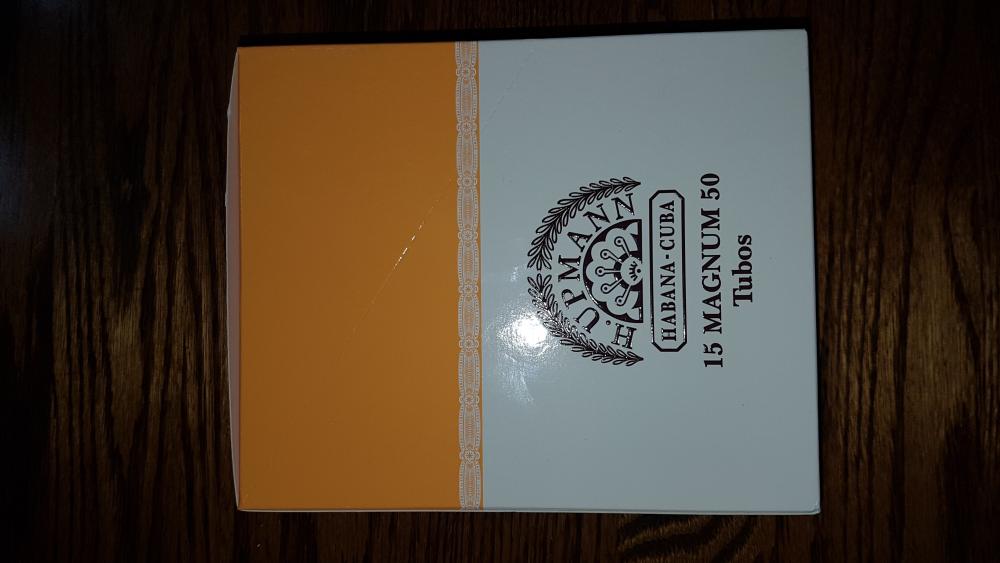 H. UPMANN
HABANA-CUBA
15 MAGNUM 50
Tubos